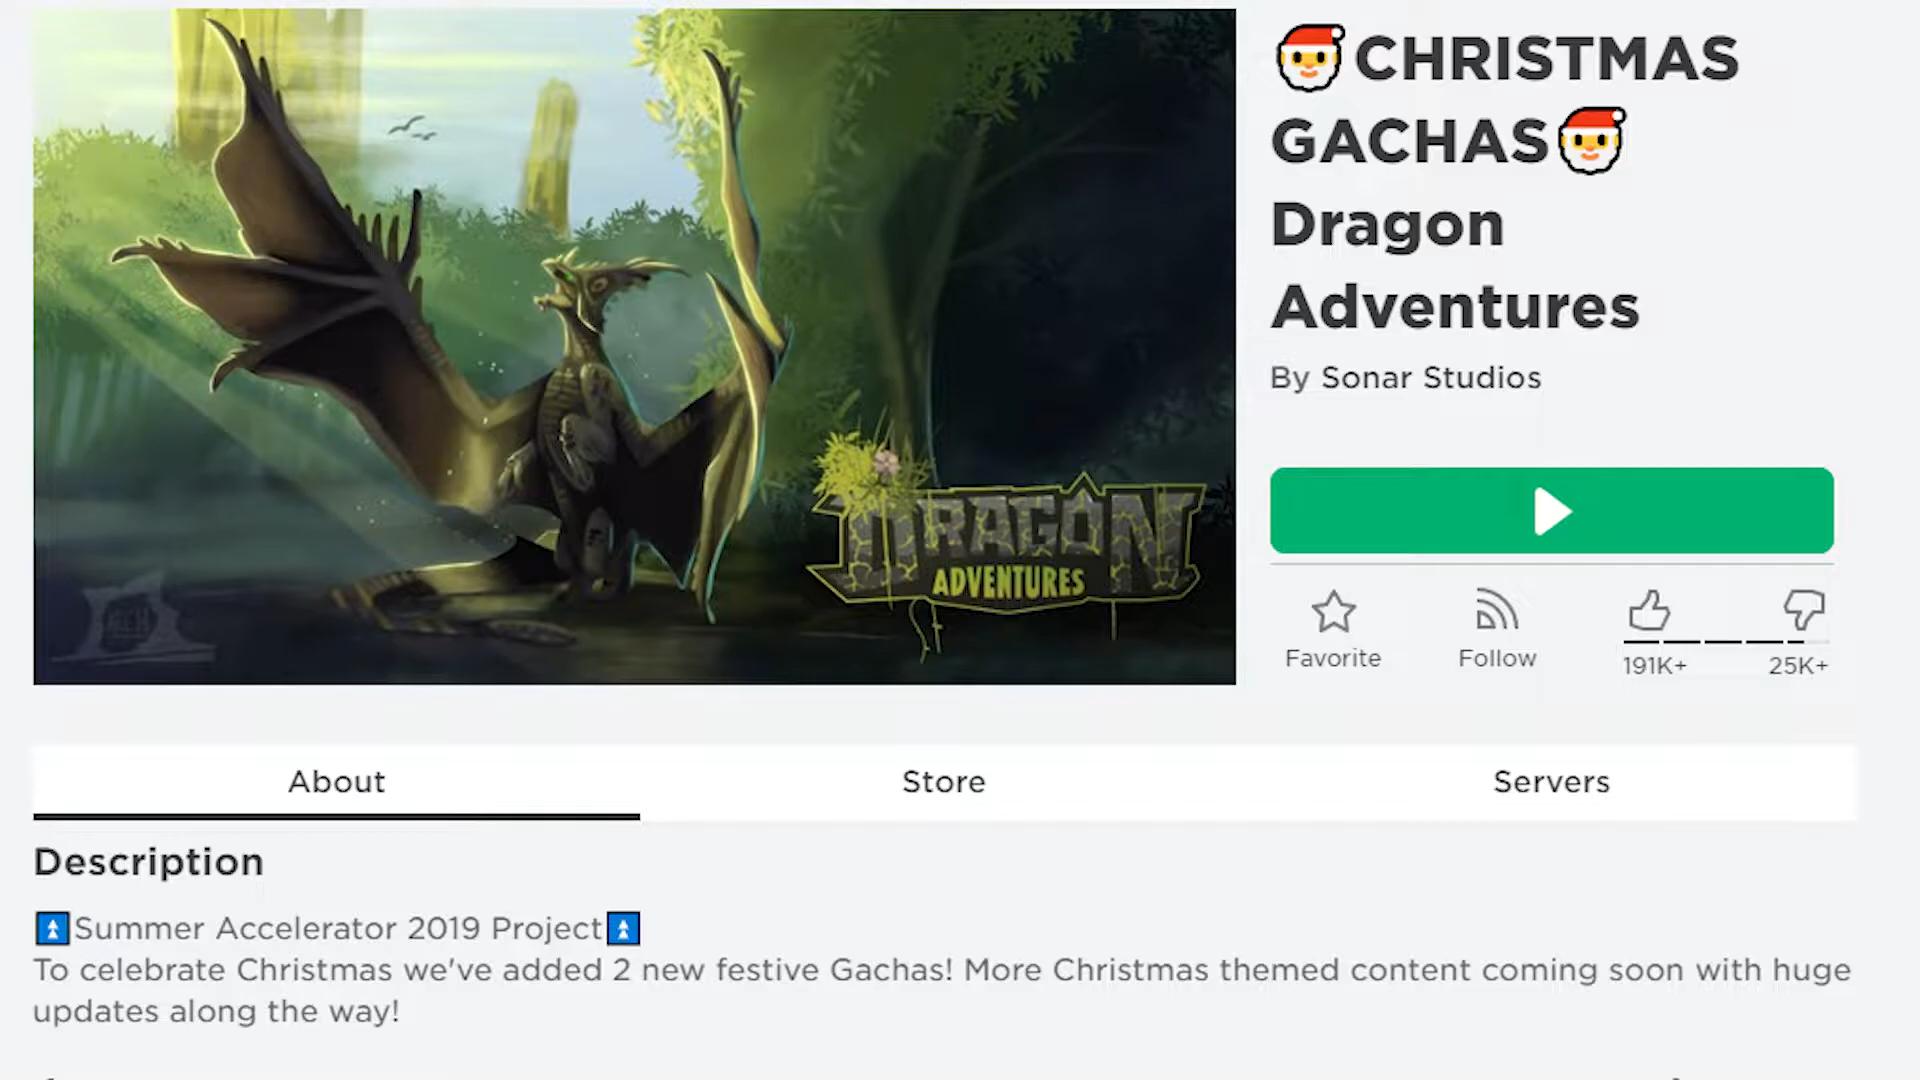 🎅CHRISTMAS
GACHAS🎅
Dragon
Adventures
By Sonar Studios
DRAGON
ADVENTURES
Favorite
Follow
191K+
25K+
About
Store
Servers
Description
⏫Summer Accelerator 2019 Project⏫
To celebrate Christmas we've added 2 new festive Gachas! More Christmas themed content coming soon with huge
updates along the way!